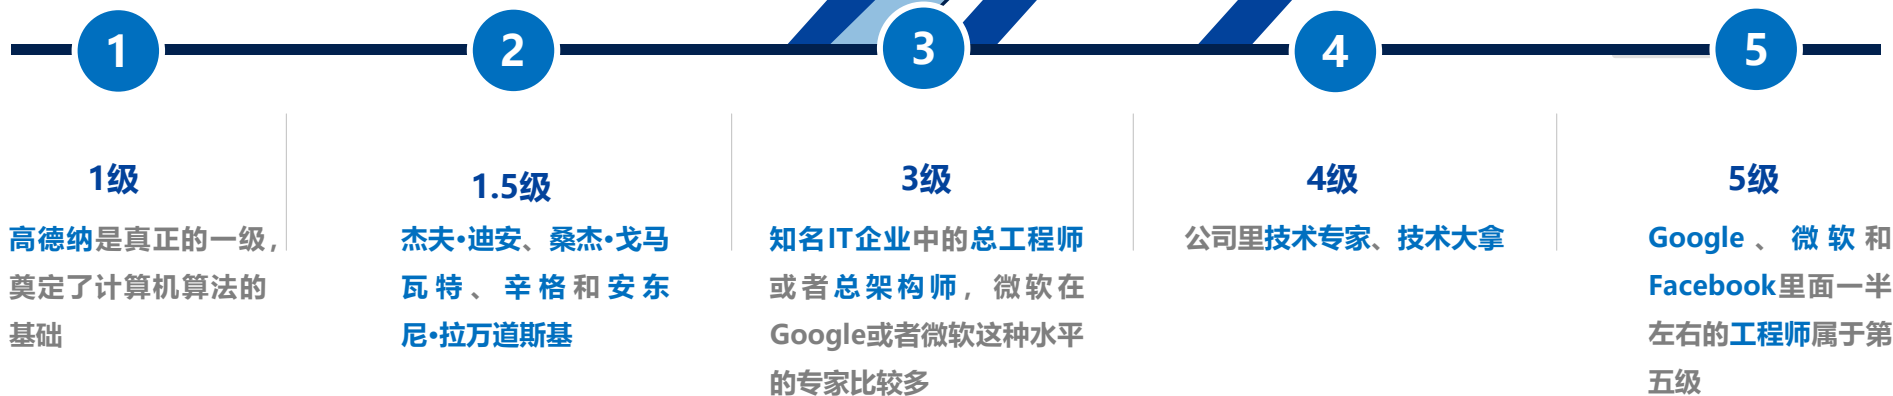 1
2
3
4
5
1级
高德纳是真正的一级，
奠定了计算机算法的
基础
1.5级
杰夫•迪安、桑杰•戈马
瓦特、辛格和安东
尼•拉万道斯基
3级
知名IT企业中的总工程师
或者总架构师，微软在
Google或者微软这种水平
的专家比较多
4级
公司里技术专家、技术大拿
5级
Google、微软和
Facebook里面一半
左右的工程师属于第
五级